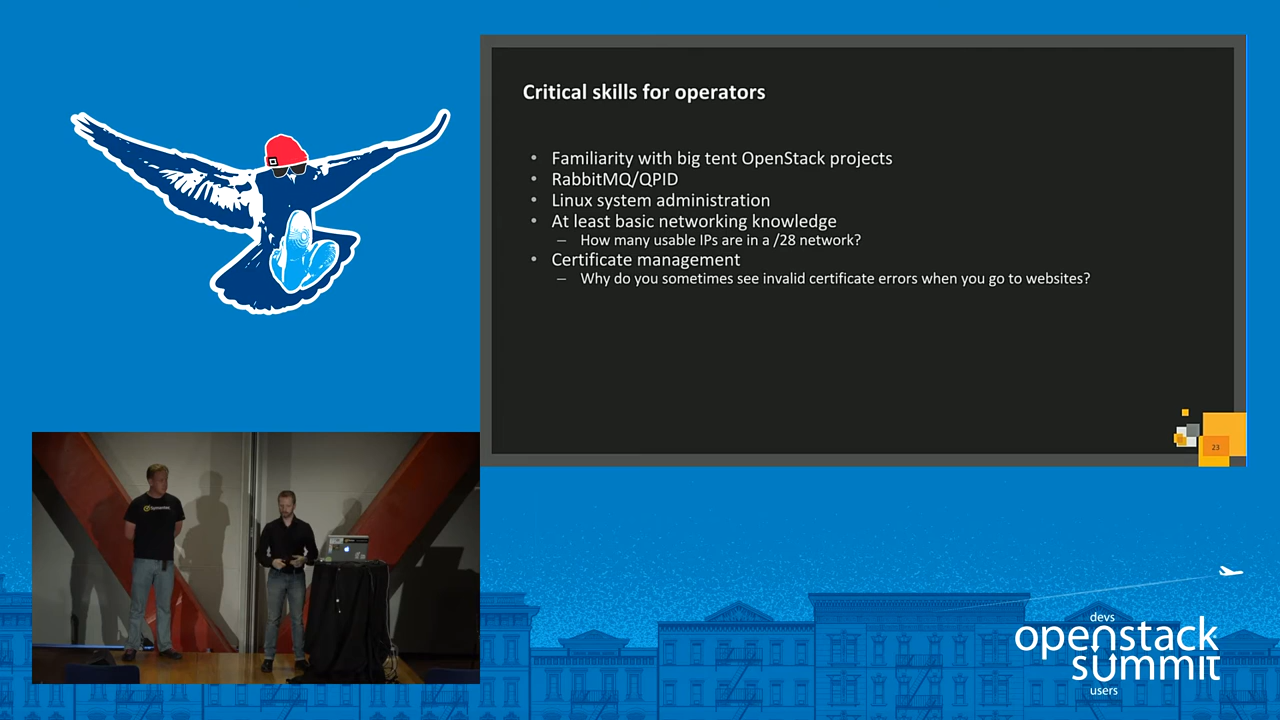 Critical skills for operators
• Familiarity with big tent OpenStack projects
• RabbitMQ/QPID
• Linux system administration
• At least basic networking knowledge
– How many usable IPs are in a /28 network?
• Certificate management
– Why do you sometimes see invalid certificate errors when you go to websites?
23
Symantec
devs
openstack
summit
users